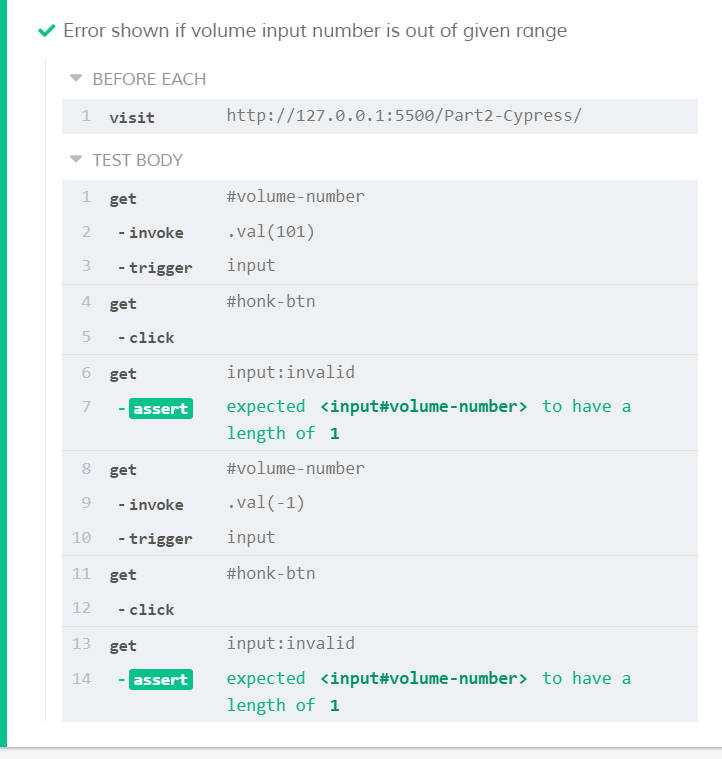 Error shown if volume input number is out of given range
BEFORE EACH
1 visit http://127.0.0.1:5500/Part2-Cypress/
TEST BODY
1 get #volume-number
2 -invoke .val(101)
3 -trigger input
4 get #honk-btn
5 -click
6 get input:invalid
7 -assert expected <input#volume-number> to have a
length of 1
8 get #volume-number
9 -invoke .val(-1)
10 -trigger input
11 get #honk-btn
12 -click
13 get input:invalid
14 -assert expected <input#volume-number> to have a
length of 1